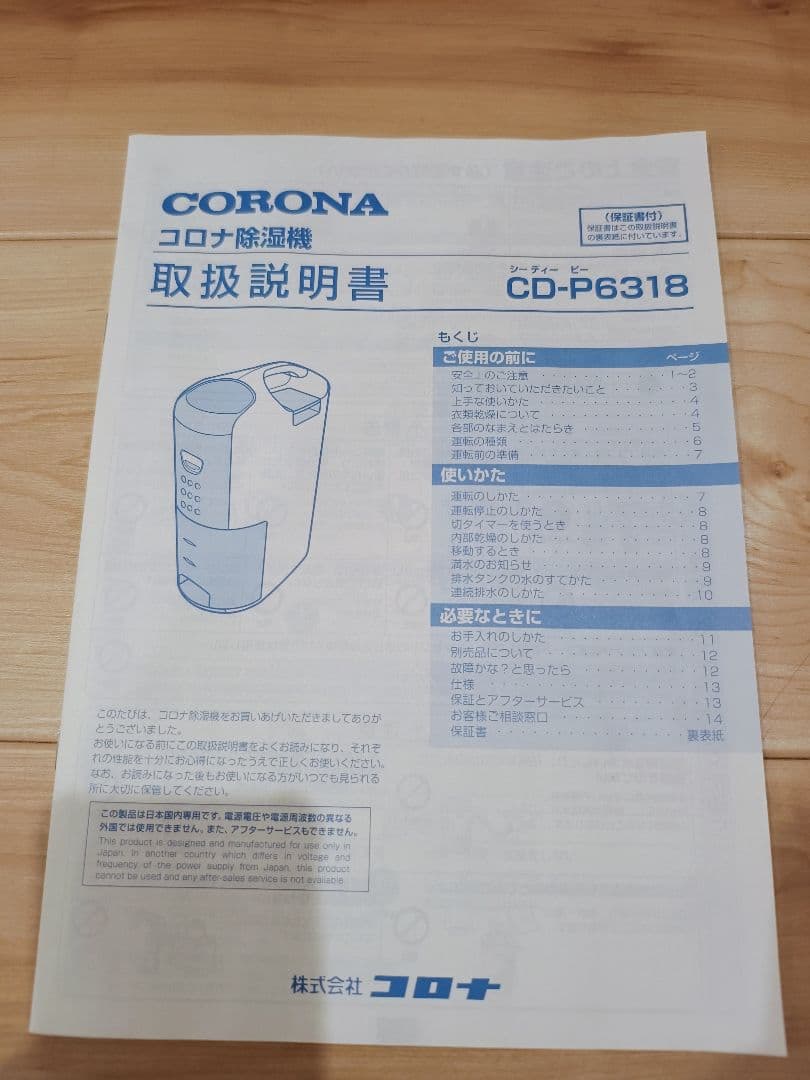 CORONA
コロナ除湿機
取扱説明書
(保証書付)
保証書はこの取扱説明書
の裏表紙に付いています。
シー ティー ピー
CD-P6318
もくじ
ご使用の前に ページ
安全上のご注意 1~2
知っておいていただきたいこと 3
上手な使いかた 4
衣類乾燥について 4
各部のなまえとはたらき 5
運転の種類 6
運転前の準備 7
使いかた
運転のしかた 7
運転停止のしかた 8
切タイマーを使うとき 8
内部乾燥のしかた 8
移動するとき 8
満水のお知らせ 9
排水タンクの水のすてかた 9
連続排水のしかた 10
必要なときに
お手入れのしかた 11
別売品について 12
故障かな?と思ったら 12
仕様 13
保証とアフターサービス 13
お客様ご相談窓口 14
保証書 裏表紙
このたびは、コロナ除湿機をお買いあげいただきましてありが
とうございました。
お使いになる前にこの取扱説明書をよくお読みになり、それぞ
れの性能を十分にお心得になったうえで正しくお使いください。
なお、お読みになった後もお使いになる方がいつでも見られる
所に大切に保管してください。
この製品は日本国内専用です。電源電圧や電源周波数の異なる
外国では使用できません。また、アフターサービスもできません。
This product is designed and manufactured for use only in
Japan. In another country which differs in voltage and
frequency of the power supply from Japan, this product
cannot be used and any after-sales service is not available.
株式会社 コロナ